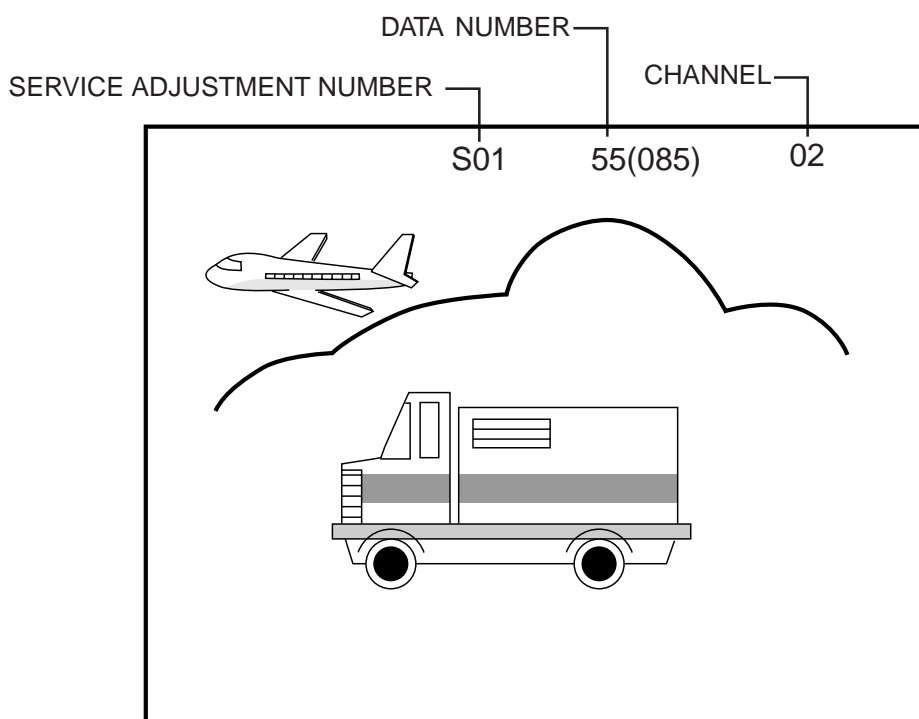 DATA NUMBER
CHANNEL
SERVICE ADJUSTMENT NUMBER
S01 55(085) 02